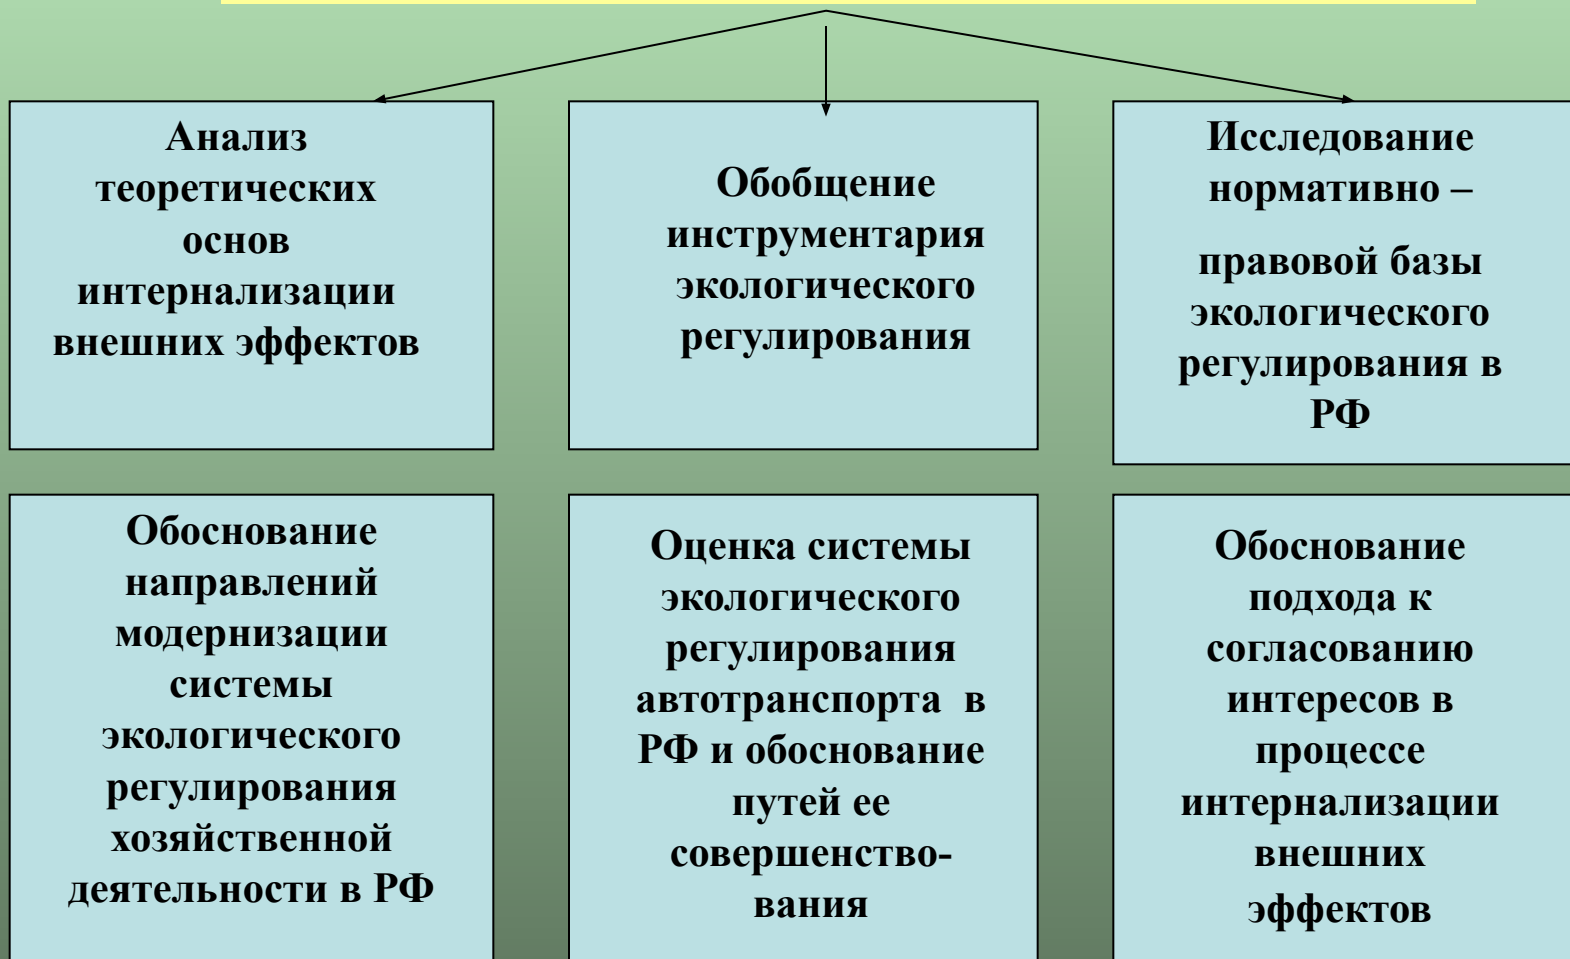 Анализ
теоретических
основ
интернализации
внешних эффектов
Обобщение
инструментария
экологического
регулирования
Исследование
нормативно –
правовой базы
экологического
регулирования в
РФ
Обоснование
направлений
модернизации
системы
экологического
регулирования
хозяйственной
деятельности в РФ
Оценка системы
экологического
регулирования
автотранспорта в
РФ и обоснование
путей ее
совершенство-
вания
Обоснование
подхода к
согласованию
интересов в
процессе
интернализации
внешних
эффектов